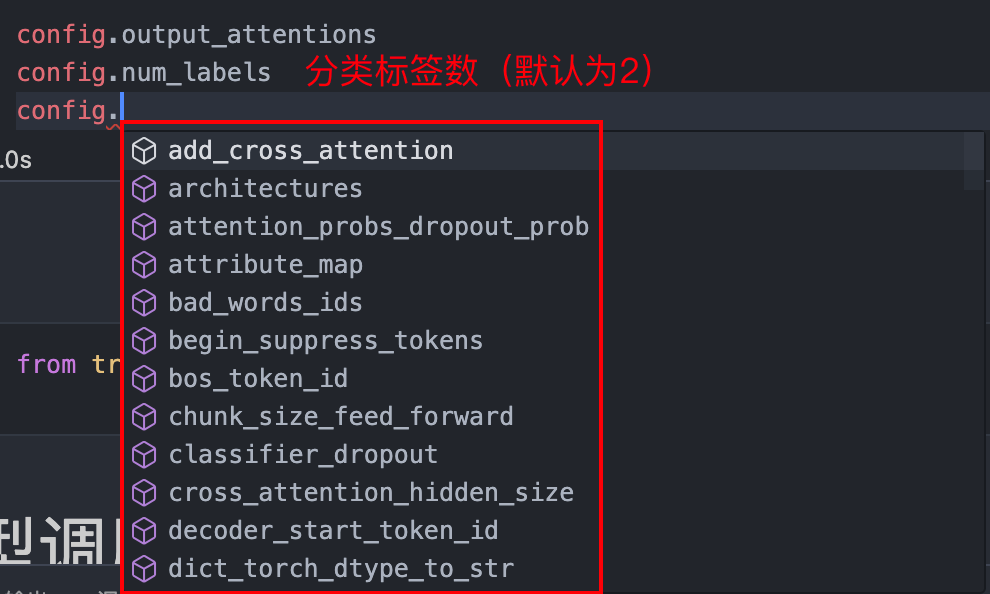 config.output_attentions
config.num_labels 分类标签数（默认为2）
config.
.0s
add_cross_attention
architectures
attention_probs_dropout_prob
attribute_map
bad_words_ids
begin_suppress_tokens
from tr
bos_token_id
chunk_size_feed_forward
classifier_dropout
cross_attention_hidden_size
decoder_start_token_id
型调
dict_torch_dtype_to_str